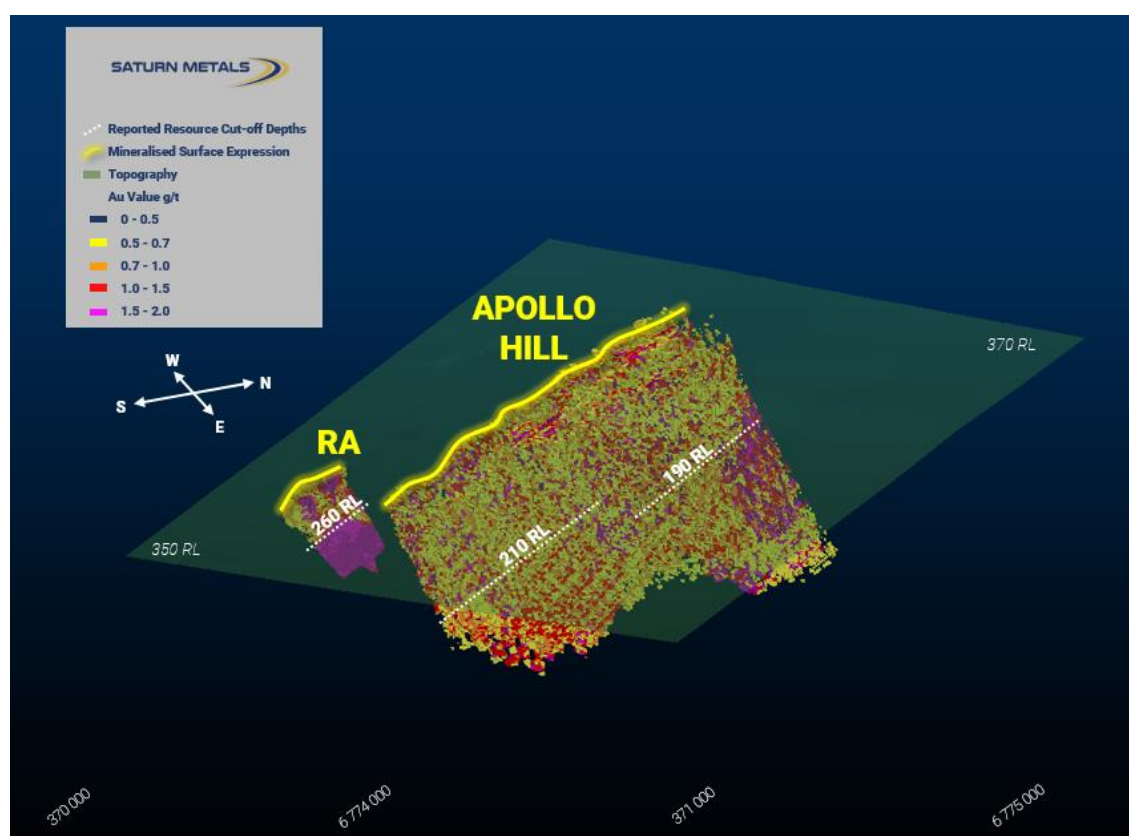 SATURN METALS
Reported Resource Cut-off Depths
Mineralised Surface Expression
Topography
Au Value g/t
0 - 0.5
0.5 - 0.7
0.7 - 1.0
1.0 - 1.5
1.5 - 2.0
W
N
S
E
APOLLO
HILL
370 RL
RA
190 RL
260 RL
210 RL
350 RL
370 000
6 774 000
371 000
6 775 000